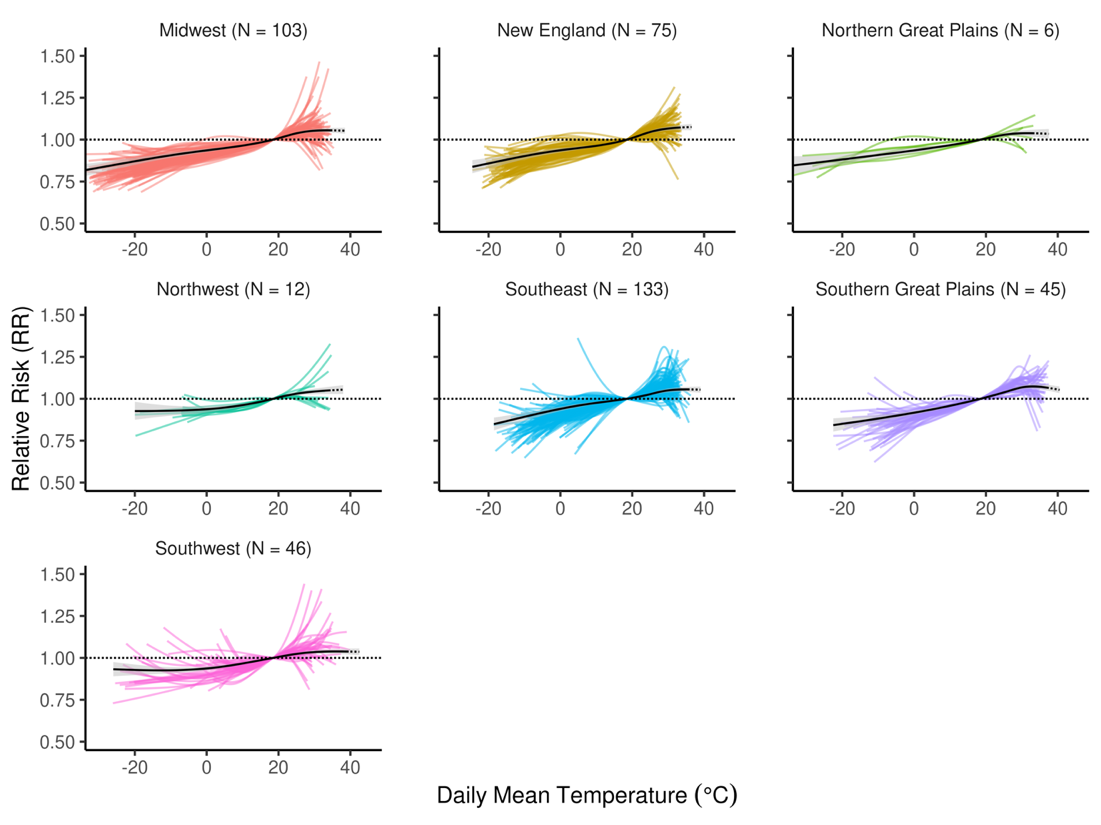 Midwest (N = 103)
New England (N = 75)
Northern Great Plains (N = 6)
1.50
1.25
1.00
0.75
0.50
-20 0 20 40
-20 0 20 40
-20 0 20 40
Northwest (N = 12)
Southeast (N = 133)
Southern Great Plains (N = 45)
Relative Risk (RR)
1.50
1.25
1.00
0.75
0.50
-20 0 20 40
-20 0 20 40
-20 0 20 40
Southwest (N = 46)
1.50
1.25
1.00
0.75
0.50
-20 0 20 40
Daily Mean Temperature (°C)